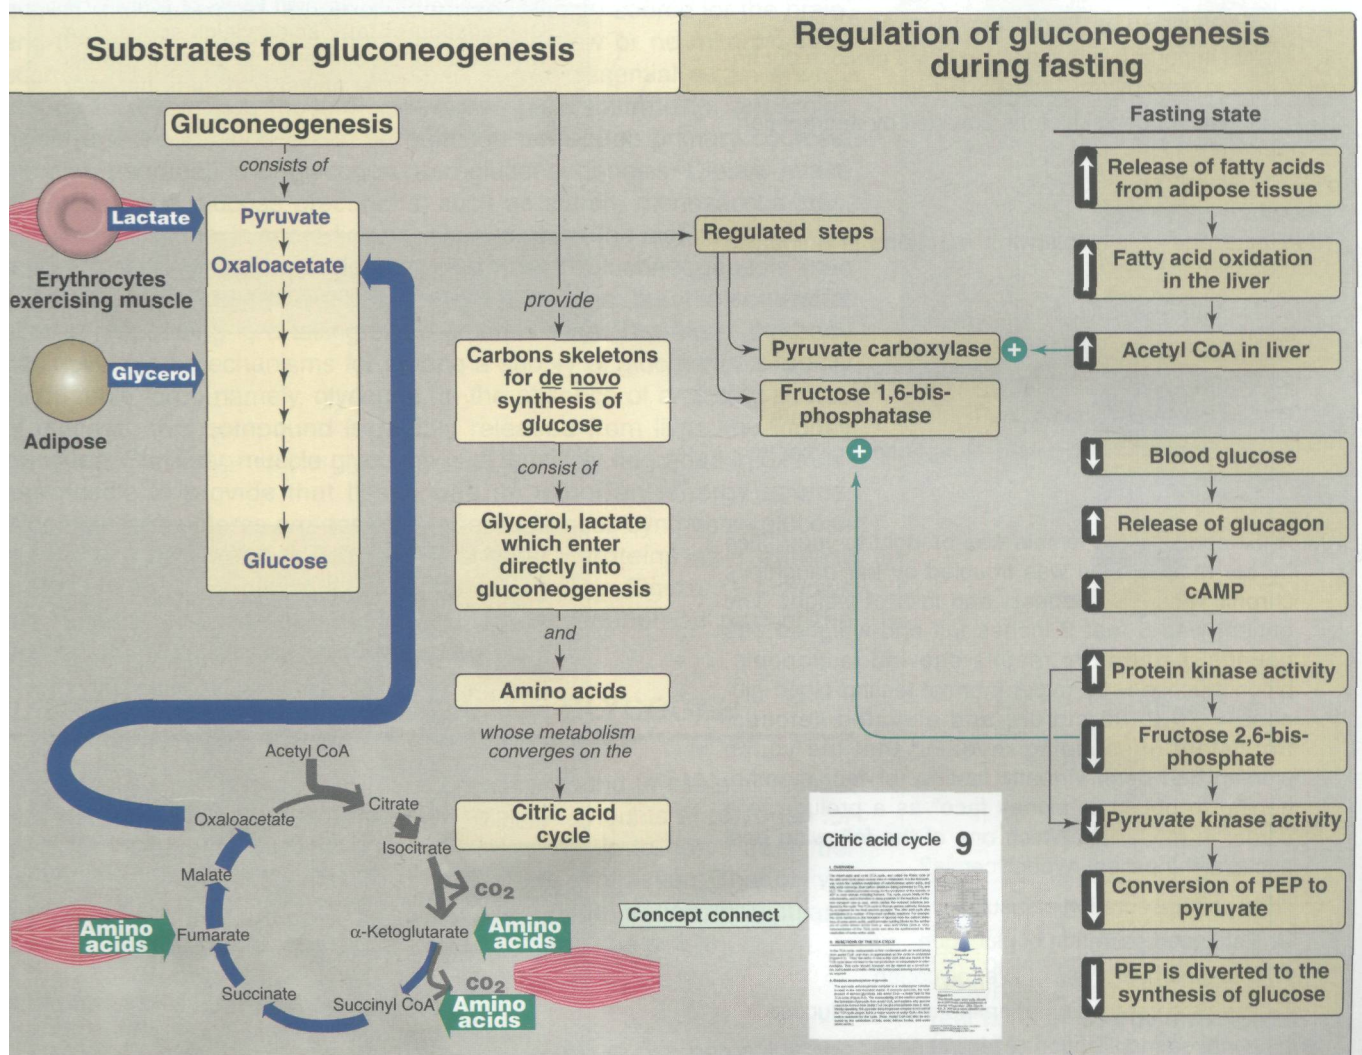 Substrates for gluconeogenesis
Regulation of gluconeogenesis
during fasting
Gluconeogenesis
consists of
Lactate
Pyruvate
Oxaloacetate
Erythrocytes
exercising muscle
Glycerol
Adipose
Glucose
provide
Carbons skeletons
for de novo
synthesis of
glucose
consist of
Glycerol, lactate
which enter
directly into
gluconeogenesis
and
Amino acids
whose metabolism
converges on the
Citric acid
cycle
Acetyl CoA
Citrate
Isocitrate
CO2
α-Ketoglutarate
Amino
acids
CO2
Amino
acids
Succinyl CoA
Succinate
Fumarate
Amino
acids
Malate
Oxaloacetate
Regulated steps
Pyruvate carboxylase
+
Fructose 1,6-bis-
phosphatase
+
Fasting state
Release of fatty acids
from adipose tissue
Fatty acid oxidation
in the liver
Acetyl CoA in liver
Blood glucose
Release of glucagon
cAMP
Protein kinase activity
Fructose 2,6-bis-
phosphate
Pyruvate kinase activity
Conversion of PEP to
pyruvate
PEP is diverted to the
synthesis of glucose
Concept connect
Citric acid cycle 9